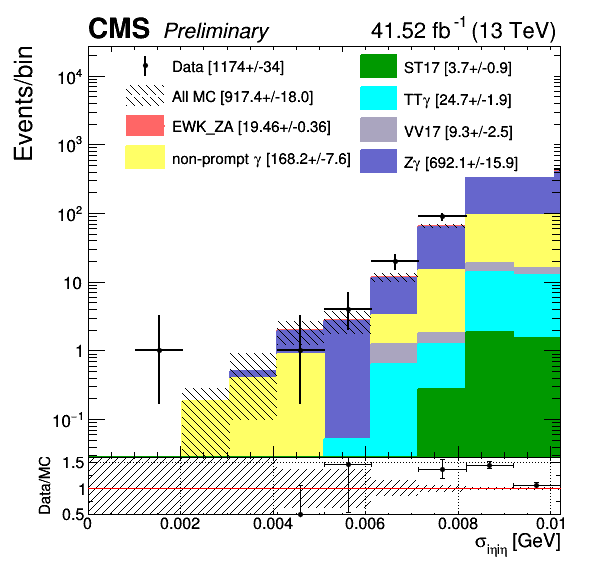 CMS Preliminary 41.52 fb⁻¹ (13 TeV)
Events/bin
Data [1174+/-34]
All MC [917.4+/-18.0]
EWK_ZA [19.46+/-0.36]
non-prompt γ [168.2+/-7.6]
ST17 [3.7+/-0.9]
TTγ [24.7+/-1.9]
VV17 [9.3+/-2.5]
Zγ [692.1+/-15.9]
10⁴
10³
10²
10
1
10⁻¹
Data/MC
1.5
1
0.5
0 0.002 0.004 0.006 0.008 0.01
σiηiη [GeV]